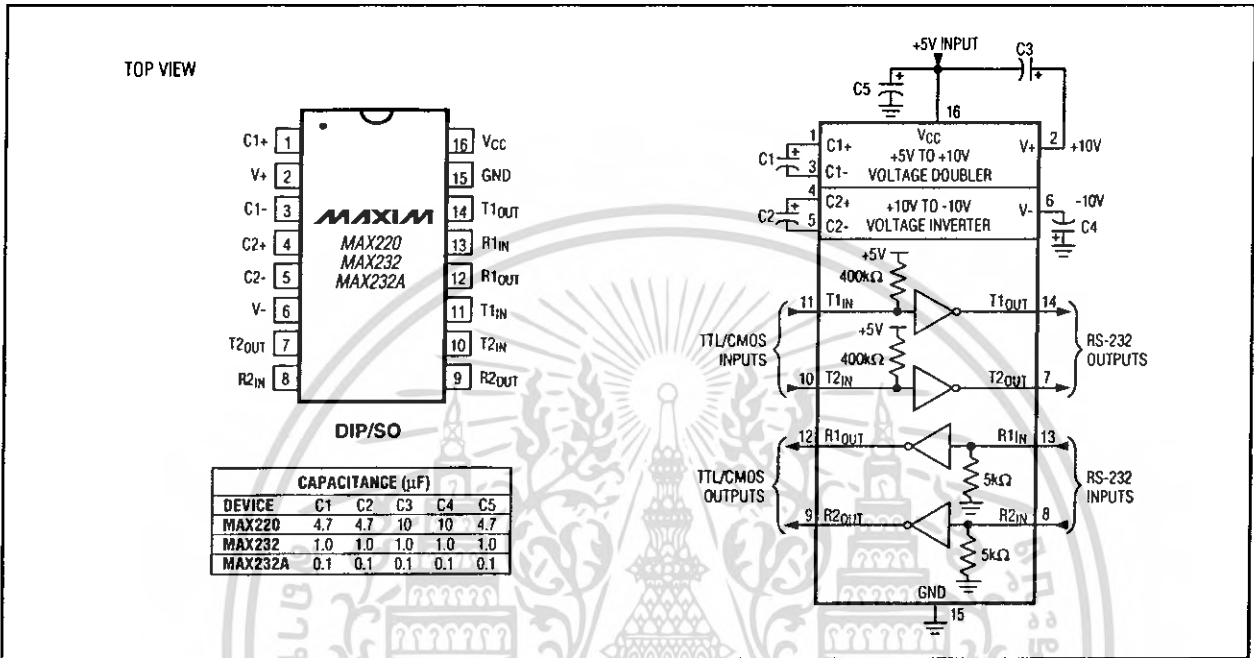 TOP VIEW
C1+ 1
V+ 2
C1- 3
C2+ 4
C2- 5
V- 6
T2OUT 7
R2IN 8
MAXIM
MAX220
MAX232
MAX232A
16 VCC
15 GND
14 T1OUT
13 R1IN
12 R1OUT
11 T1IN
10 T2IN
9 R2OUT
DIP/SO
CAPACITANCE (µF)
DEVICE C1 C2 C3 C4 C5
MAX220 4.7 4.7 10 10 4.7
MAX232 1.0 1.0 1.0 1.0 1.0
MAX232A 0.1 0.1 0.1 0.1 0.1
+5V INPUT
C3
+
C5
+
16
VCC
1
C1+
C1
+
3
C1-
+5V TO +10V
VOLTAGE DOUBLER
V+
2
+10V
4
C2+
C2
+
5
C2-
+10V TO -10V
VOLTAGE INVERTER
V-
6
-10V
C4
+
+5V
400kΩ
11 T1IN
T1OUT 14
+5V
400kΩ
10 T2IN
T2OUT 7
TTL/CMOS
INPUTS
RS-232
OUTPUTS
12 R1OUT
R1IN 13
5kΩ
9 R2OUT
R2IN 8
5kΩ
TTL/CMOS
OUTPUTS
RS-232
INPUTS
GND
15